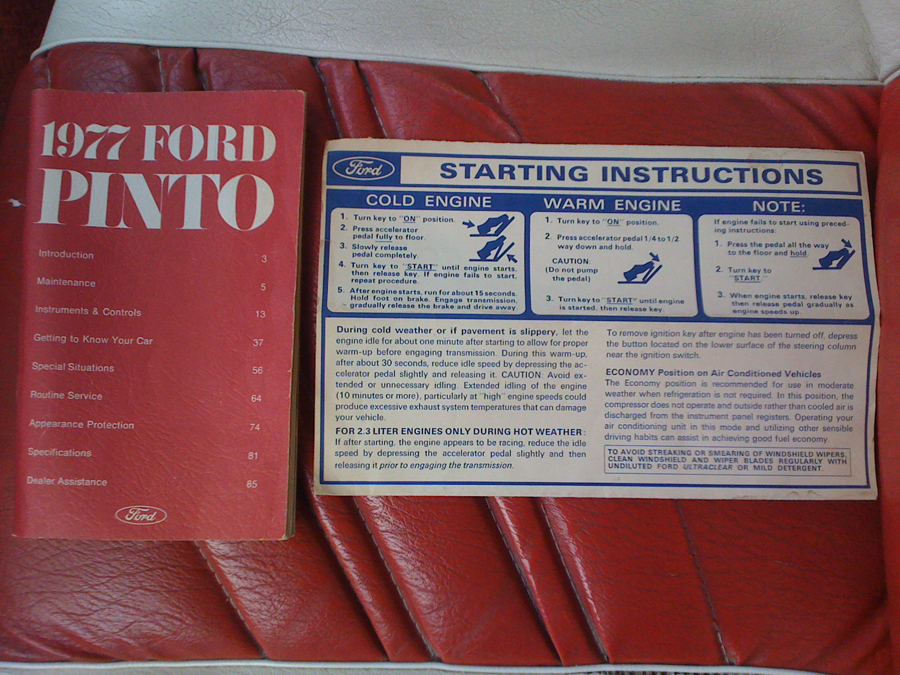 1977 FORD
PINTO
Introduction 3
Maintenance 5
Instruments & Controls 13
Getting to Know Your Car 37
Special Situations 56
Routine Service 64
Appearance Protection 74
Specifications 81
Dealer Assistance 85
Ford
Ford
STARTING INSTRUCTIONS
COLD ENGINE
1. Turn key to "ON" position.
2. Press accelerator
pedal fully to floor.
3. Slowly release
pedal completely
4. Turn key to "START" until engine starts,
then release key. If engine fails to start,
repeat procedure.
5. After engine starts, run for about 15 seconds.
Hold foot on brake. Engage transmission,
gradually release the brake and drive away
WARM ENGINE
1. Turn key to "ON" position.
2. Press accelerator pedal 1/4 to 1/2
way down and hold.
CAUTION:
(Do not pump
the pedal)
3. Turn key to "START" until engine
is started, then release key.
NOTE:
If engine fails to start using preced-
ing instructions:
1. Press the pedal all the way
to the floor and hold.
2. Turn key to
"START".
3. When engine starts, release key
then release pedal gradually as
engine speeds up.
During cold weather or if pavement is slippery, let the
engine idle for about one minute after starting to allow for proper
warm-up before engaging transmission. During this warm-up,
after about 30 seconds, reduce idle speed by depressing the ac-
celerator pedal slightly and releasing it. CAUTION: Avoid ex-
tended or unnecessary idling. Extended idling of the engine
(10 minutes or more), particularly at "high" engine speeds could
produce excessive exhaust system temperatures that can damage
your vehicle.
FOR 2.3 LITER ENGINES ONLY DURING HOT WEATHER:
If after starting, the engine appears to be racing, reduce the idle
speed by depressing the accelerator pedal slightly and then
releasing it prior to engaging the transmission.
To remove ignition key after engine has been turned off, depress
the button located on the lower surface of the steering column
near the ignition switch.
ECONOMY Position on Air Conditioned Vehicles
The Economy position is recommended for use in moderate
weather when refrigeration is not required. In this position, the
compressor does not operate and outside rather than cooled air is
discharged from the instrument panel registers. Operating your
air conditioning unit in this mode and utilizing other sensible
driving habits can assist in achieving good fuel economy.
TO AVOID STREAKING OR SMEARING OF WINDSHIELD WIPERS,
CLEAN WINDSHIELD AND WIPER BLADES REGULARLY WITH
UNDILUTED FORD ULTRACLEAR OR MILD DETERGENT.